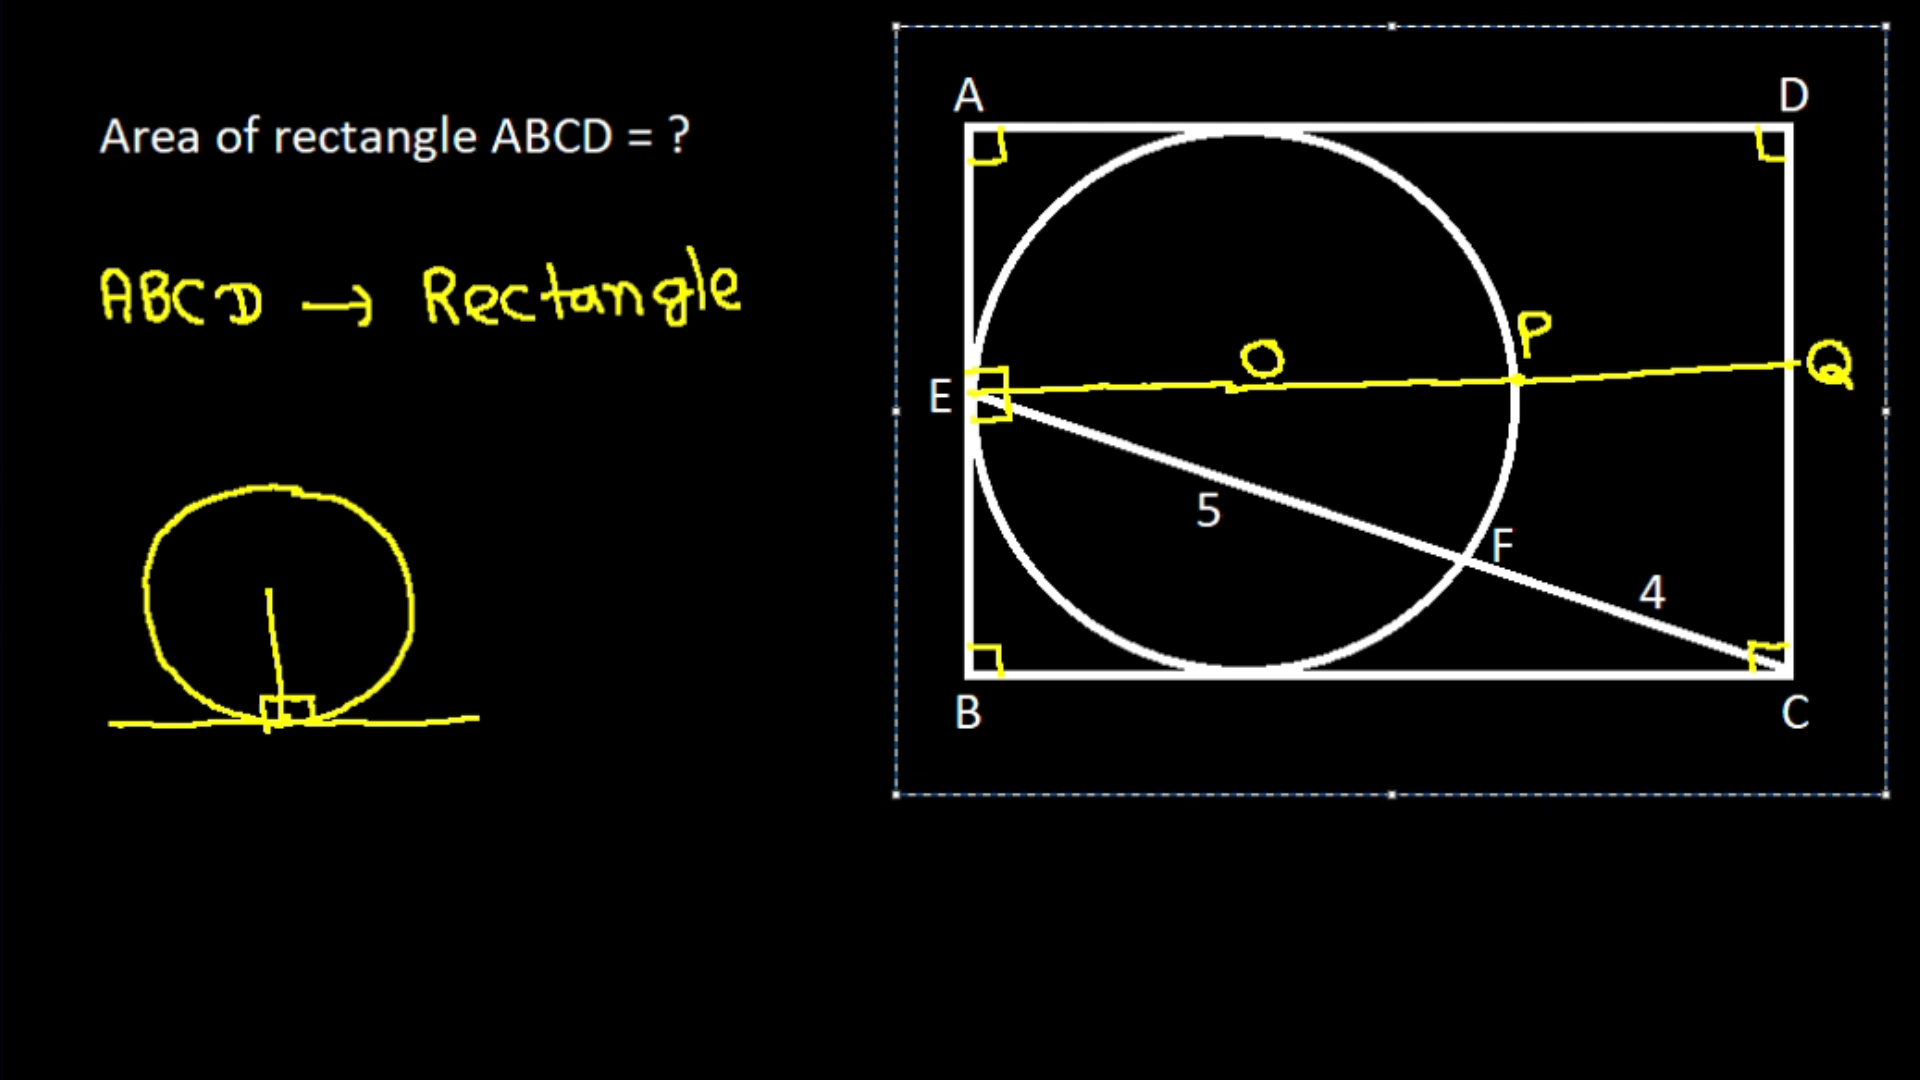 Area of rectangle ABCD = ?
ABCD → Rectangle
A
D
E
O
P
Q
5
F
4
B
C